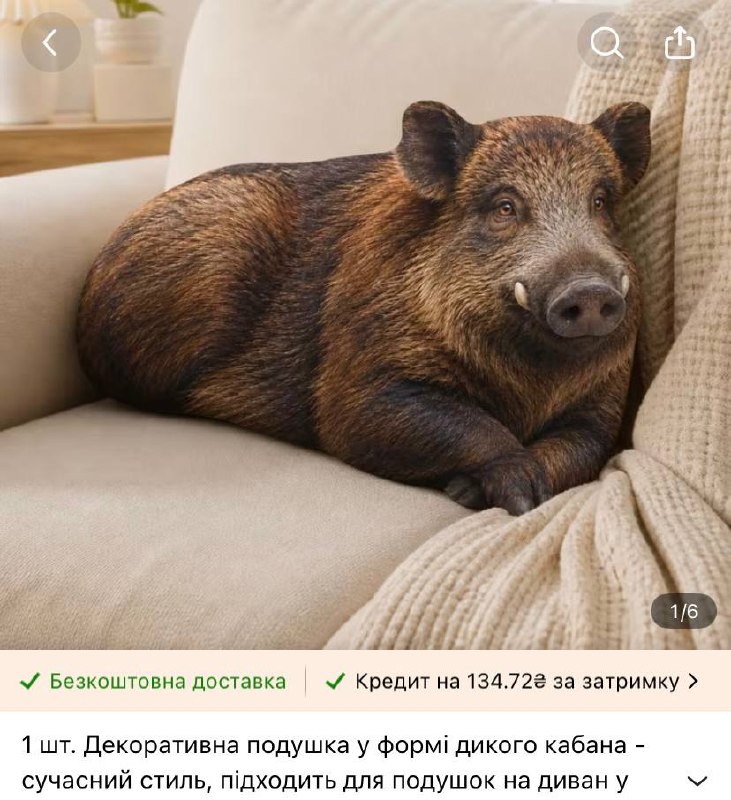 1/6
Безкоштовна доставка
Кредит на 134.72₴ за затримку
1 шт. Декоративна подушка у формі дикого кабана -
сучасний стиль, підходить для подушок на диван у